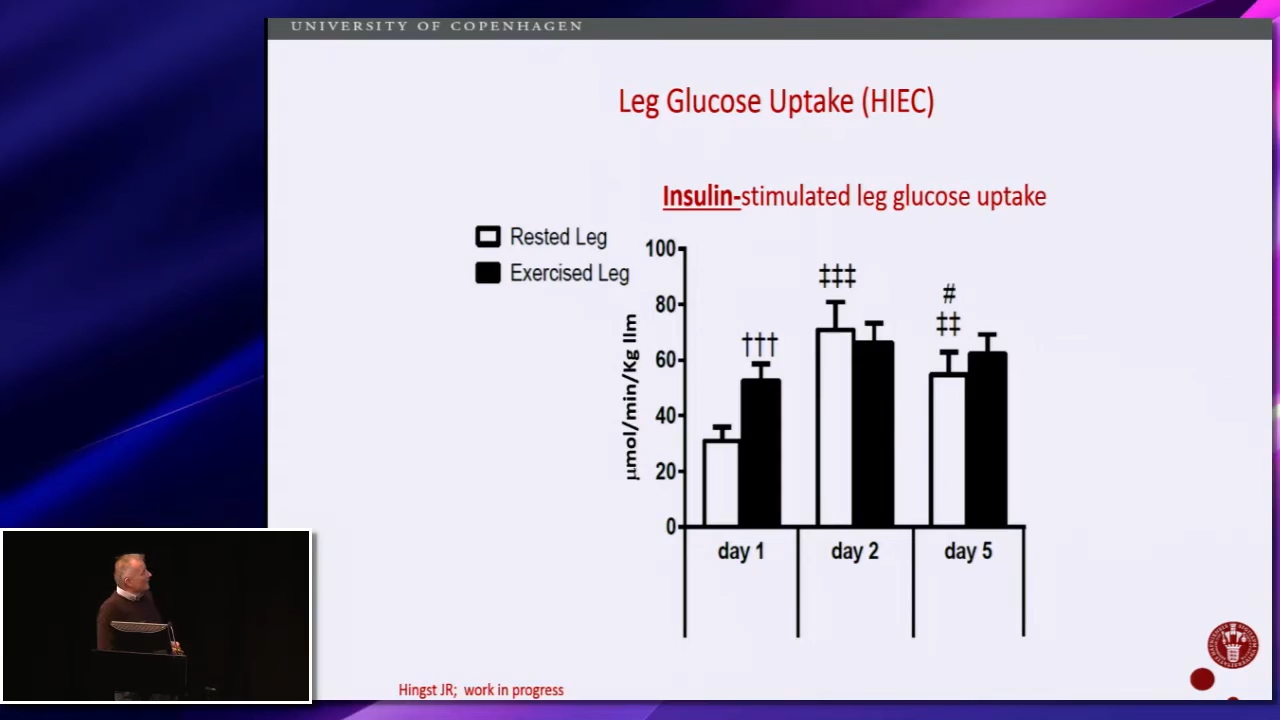 UNIVERSITY OF COPENHAGEN
Leg Glucose Uptake (HIEC)
Insulin-stimulated leg glucose uptake
Rested Leg
Exercised Leg
µmol/min/Kg llm
100
80
60
40
20
0
†††
‡‡‡
#
‡‡
day 1
day 2
day 5
Hingst JR; work in progress